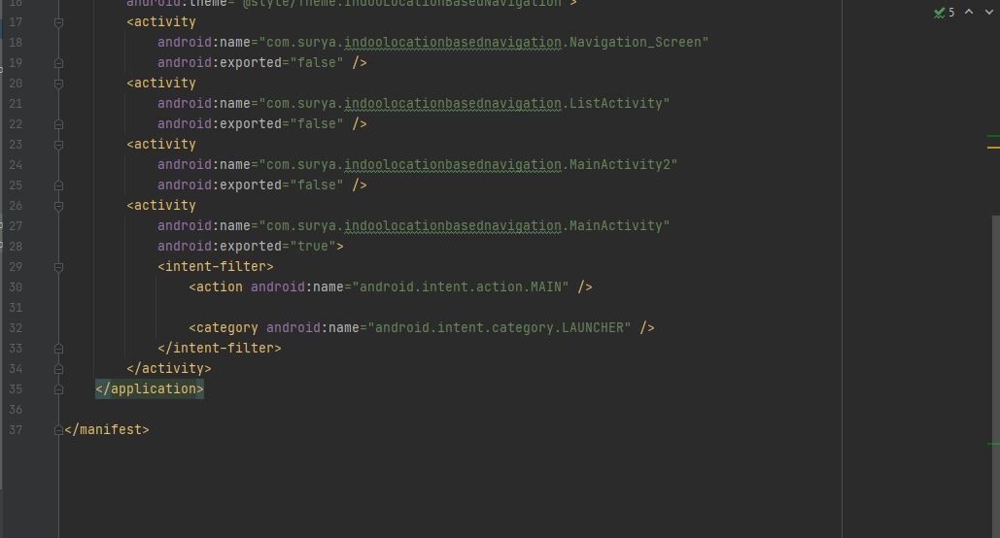 16 android:theme="@style/Theme.IndooLocationBasedNavigation">
5
17 <activity
18 android:name="com.surya.indoolocationbasednavigation.Navigation_Screen"
19 android:exported="false" />
20 <activity
21 android:name="com.surya.indoolocationbasednavigation.ListActivity"
22 android:exported="false" />
23 <activity
24 android:name="com.surya.indoolocationbasednavigation.MainActivity2"
25 android:exported="false" />
26 <activity
27 android:name="com.surya.indoolocationbasednavigation.MainActivity"
28 android:exported="true">
29 <intent-filter>
30 <action android:name="android.intent.action.MAIN" />
31
32 <category android:name="android.intent.category.LAUNCHER" />
33 </intent-filter>
34 </activity>
35 </application>
36
37 </manifest>